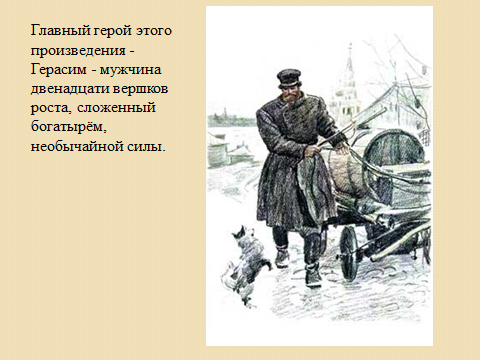 Главный герой этого
произведения -
Герасим - мужчина
двенадцати вершков
роста, сложенный
богатырём,
необычайной силы.